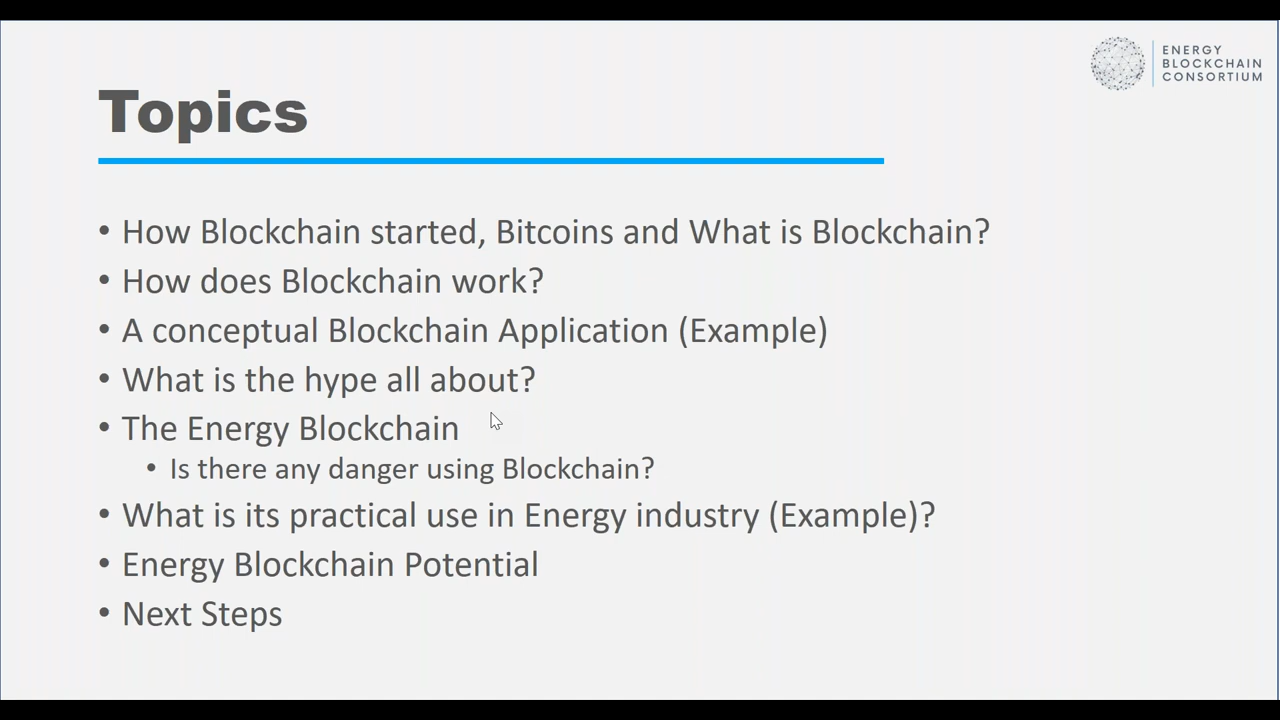 ENERGY
BLOCKCHAIN
CONSORTIUM
Topics
• How Blockchain started, Bitcoins and What is Blockchain?
• How does Blockchain work?
• A conceptual Blockchain Application (Example)
• What is the hype all about?
• The Energy Blockchain
• Is there any danger using Blockchain?
• What is its practical use in Energy industry (Example)?
• Energy Blockchain Potential
• Next Steps